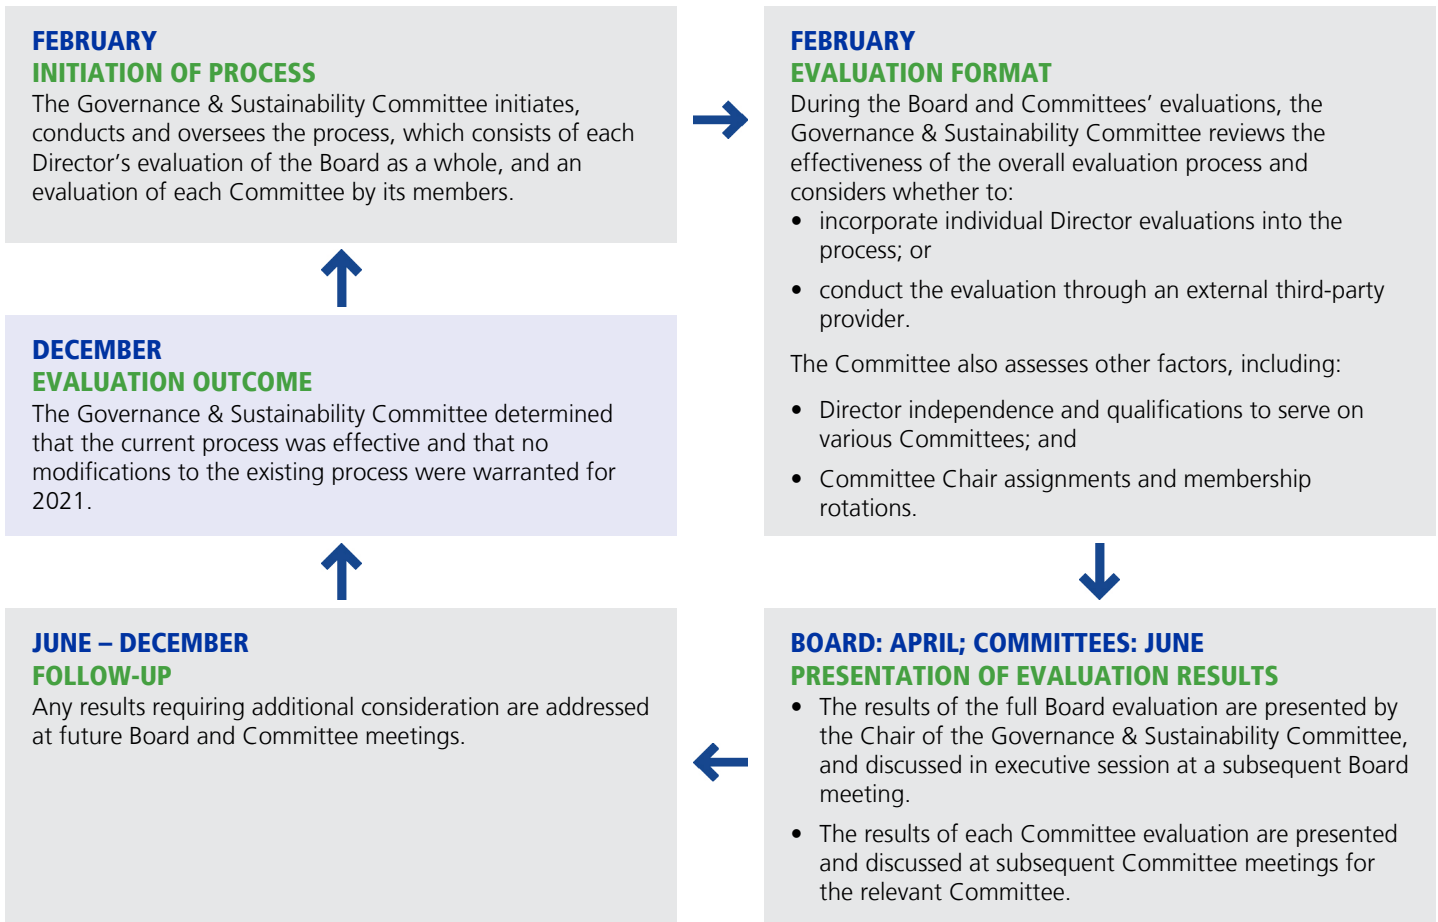 FEBRUARY
INITIATION OF PROCESS
The Governance & Sustainability Committee initiates,
conducts and oversees the process, which consists of each
Director’s evaluation of the Board as a whole, and an
evaluation of each Committee by its members.
FEBRUARY
EVALUATION FORMAT
During the Board and Committees’ evaluations, the
Governance & Sustainability Committee reviews the
effectiveness of the overall evaluation process and
considers whether to:
• incorporate individual Director evaluations into the
process; or
• conduct the evaluation through an external third-party
provider.
The Committee also assesses other factors, including:
• Director independence and qualifications to serve on
various Committees; and
• Committee Chair assignments and membership
rotations.
BOARD: APRIL; COMMITTEES: JUNE
PRESENTATION OF EVALUATION RESULTS
• The results of the full Board evaluation are presented by
the Chair of the Governance & Sustainability Committee,
and discussed in executive session at a subsequent Board
meeting.
• The results of each Committee evaluation are presented
and discussed at subsequent Committee meetings for
the relevant Committee.
JUNE – DECEMBER
FOLLOW-UP
Any results requiring additional consideration are addressed
at future Board and Committee meetings.
DECEMBER
EVALUATION OUTCOME
The Governance & Sustainability Committee determined
that the current process was effective and that no
modifications to the existing process were warranted for
2021.